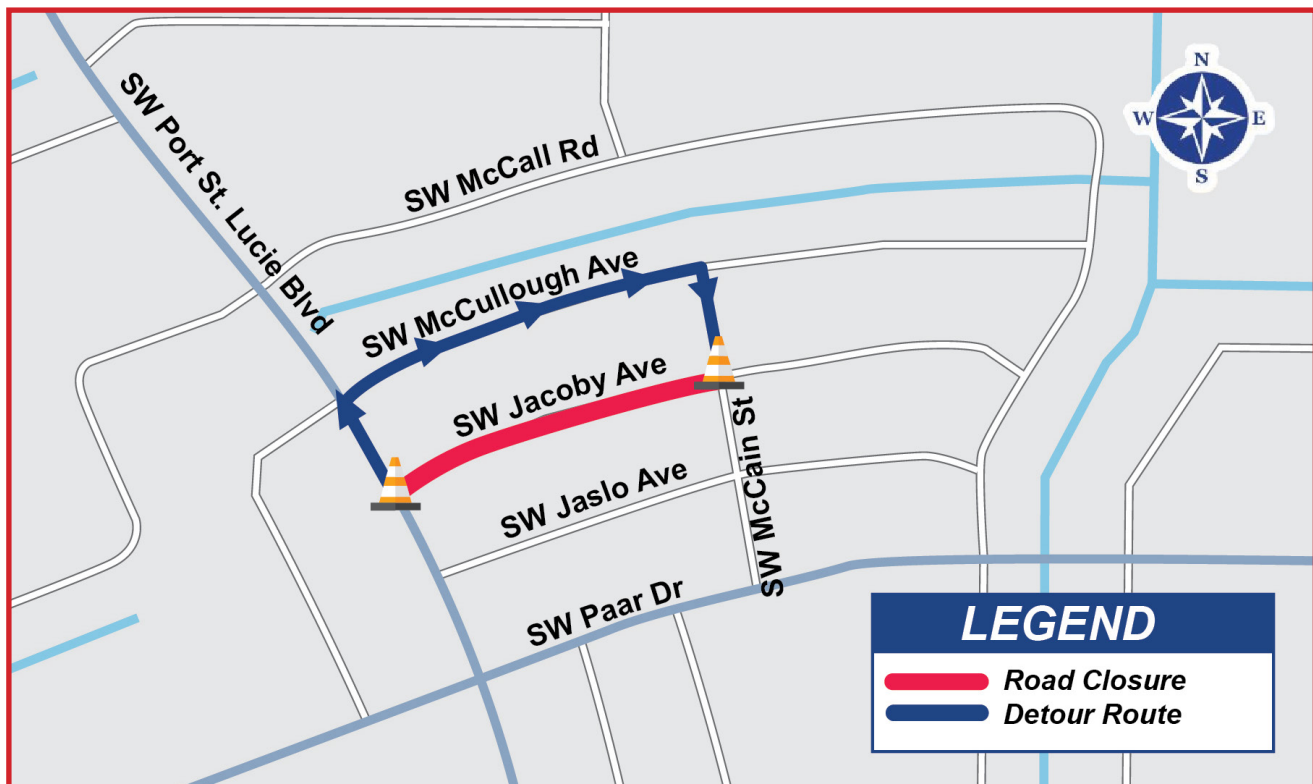 N
W
E
S
SW Port St. Lucie Blvd
SW McCall Rd
SW McCullough Ave
SW Jacoby Ave
SW Jaslo Ave
SW McCain St
SW Paar Dr
LEGEND
Road Closure
Detour Route